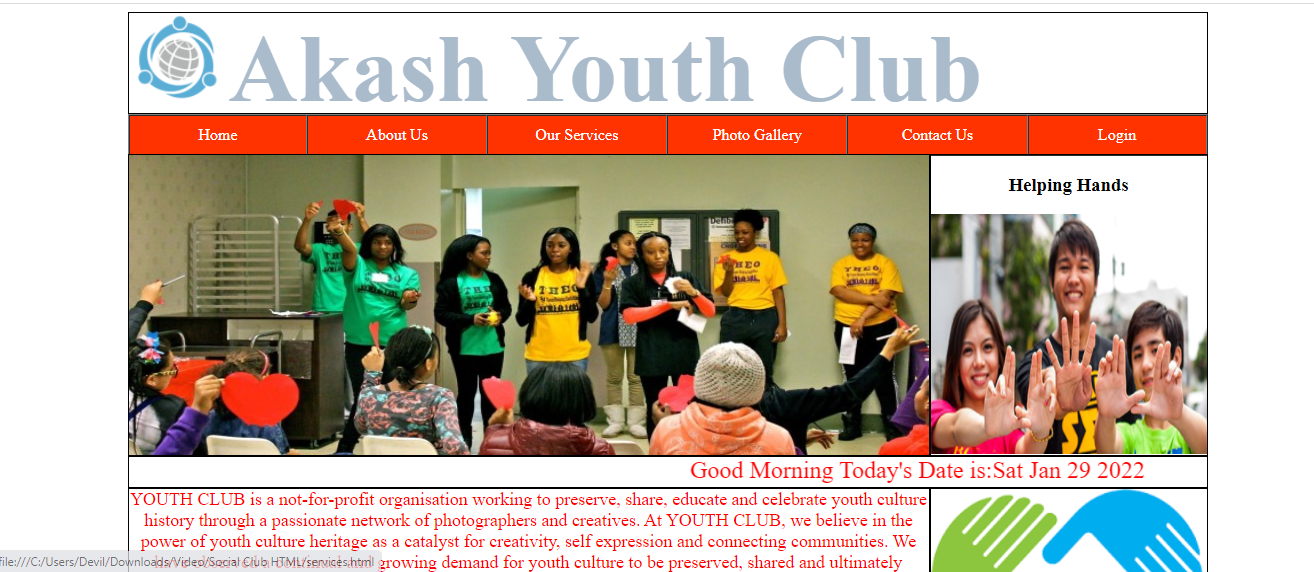 Akash Youth Club
Home About Us Our Services Photo Gallery Contact Us Login
Helping Hands
THEO
THEO
THEO
THEO
Good Morning Today's Date is:Sat Jan 29 2022
YOUTH CLUB is a not-for-profit organisation working to preserve, share, educate and celebrate youth culture
history through a passionate network of photographers and creatives. At YOUTH CLUB, we believe in the
power of youth culture heritage as a catalyst for creativity, self expression and connecting communities. We
growing demand for youth culture to be preserved, shared and ultimately
file:///C:/Users/Devil/Downloads/Video/Social Club HTML/services.html